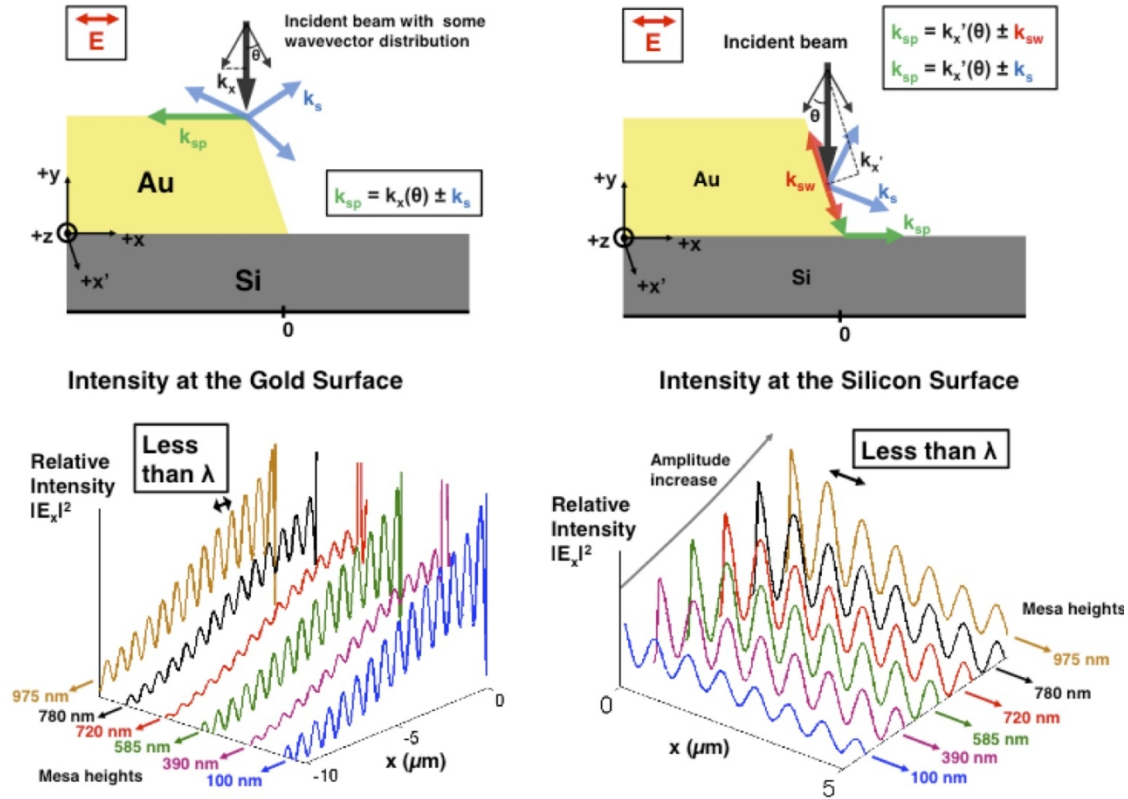 E
Incident beam with some
wavevector distribution
θ
kₓ
kₛ
kₛₚ
Au
kₛₚ = kₓ(θ) ± kₛ
+y
+z
+x
+x’
Si
0
E
Incident beam
kₛₚ = kₓ’(θ) ± kₛw
kₛₚ = kₓ’(θ) ± kₛ
θ
kₓ’
kₛw
kₛ
Au
kₛₚ
+y
+z
+x
+x’
Si
0
Intensity at the Gold Surface
Less
than λ
Relative
Intensity
|Eₓ|²
975 nm
780 nm
720 nm
585 nm
390 nm
100 nm
Mesa heights
0
-5
-10
x (μm)
Intensity at the Silicon Surface
Amplitude
increase
Less than λ
Relative
Intensity
|Eₓ|²
Mesa heights
975 nm
780 nm
720 nm
585 nm
390 nm
100 nm
0
x (μm)
5